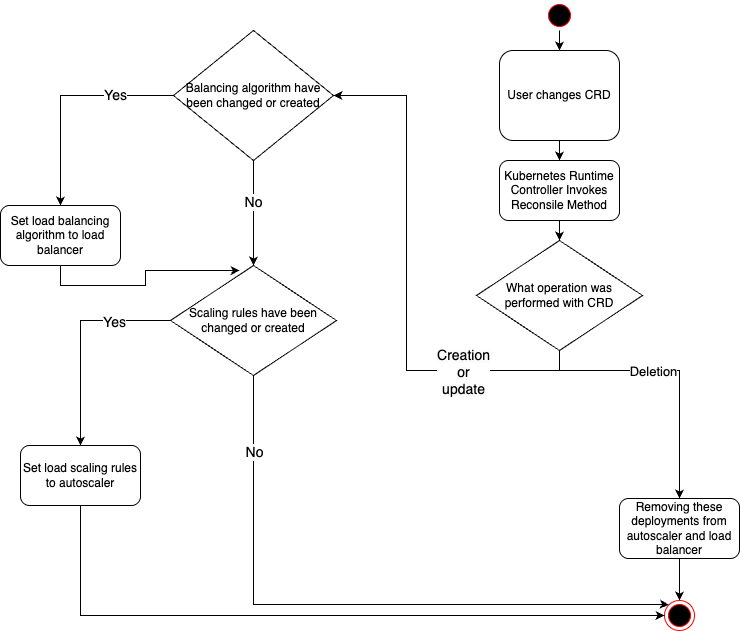 User changes CRD
Kubernetes Runtime
Controller Invokes
Reconsile Method
What operation was
performed with CRD
Creation
or
update
Deletion
Balancing algorithm have
been changed or created
Yes
No
Set load balancing
algorithm to load
balancer
Scaling rules have been
changed or created
Yes
No
Set load scaling rules
to autoscaler
Removing these
deployments from
autoscaler and load
balancer